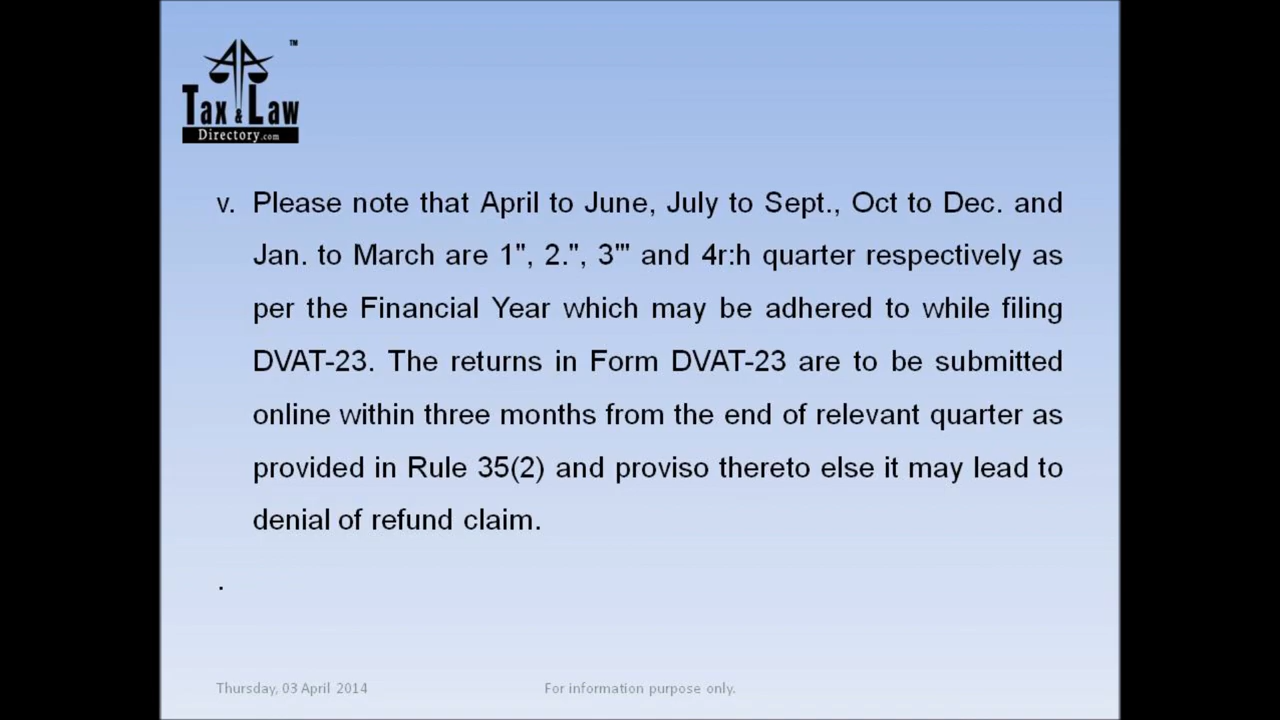 TM
Tax & Law
Directory.com
v. Please note that April to June, July to Sept., Oct to Dec. and
Jan. to March are 1", 2.", 3'" and 4r:h quarter respectively as
per the Financial Year which may be adhered to while filing
DVAT-23. The returns in Form DVAT-23 are to be submitted
online within three months from the end of relevant quarter as
provided in Rule 35(2) and proviso thereto else it may lead to
denial of refund claim.
.
Thursday, 03 April 2014
For information purpose only.